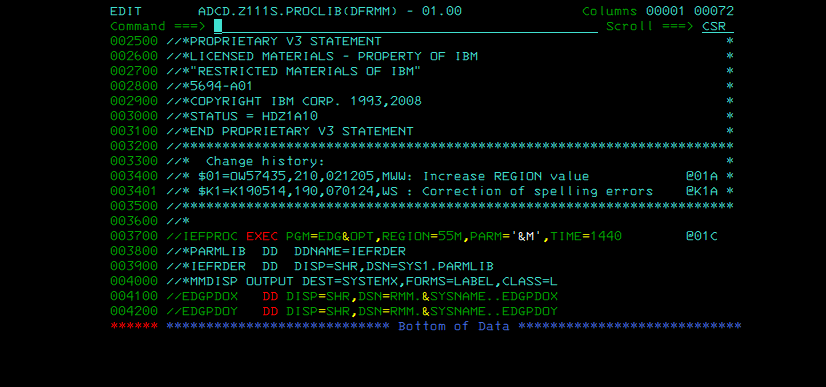 EDIT ADCD.Z111S.PROCLIB(DFRMM) - 01.00 Columns 00001 00072
Command ===> Scroll ===> CSR
002500 //*PROPRIETARY V3 STATEMENT *
002600 //*LICENSED MATERIALS - PROPERTY OF IBM *
002700 //*"RESTRICTED MATERIALS OF IBM" *
002800 //*5694-A01 *
002900 //*COPYRIGHT IBM CORP. 1993,2008 *
003000 //*STATUS = HDZ1A10 *
003100 //*END PROPRIETARY V3 STATEMENT *
003200 //*********************************************************************
003300 //* Change history: *
003400 //* $01=OW57435,210,021205,MWW: Increase REGION value @01A *
003401 //* $K1=K190514,190,070124,WS : Correction of spelling errors @K1A *
003500 //*********************************************************************
003600 //*
003700 //IEFPROC EXEC PGM=EDG&OPT,REGION=55M,PARM='&M',TIME=1440 @01C
003800 //*PARMLIB DD DDNAME=IEFRDER
003900 //*IEFRDER DD DISP=SHR,DSN=SYS1.PARMLIB
004000 //*MMDISP OUTPUT DEST=SYSTEMX,FORMS=LABEL,CLASS=L
004100 //EDGPDOX DD DISP=SHR,DSN=RMM.&SYSNAME..EDGPDOX
004200 //EDGPDOY DD DISP=SHR,DSN=RMM.&SYSNAME..EDGPDOY
****** **************************** Bottom of Data ****************************